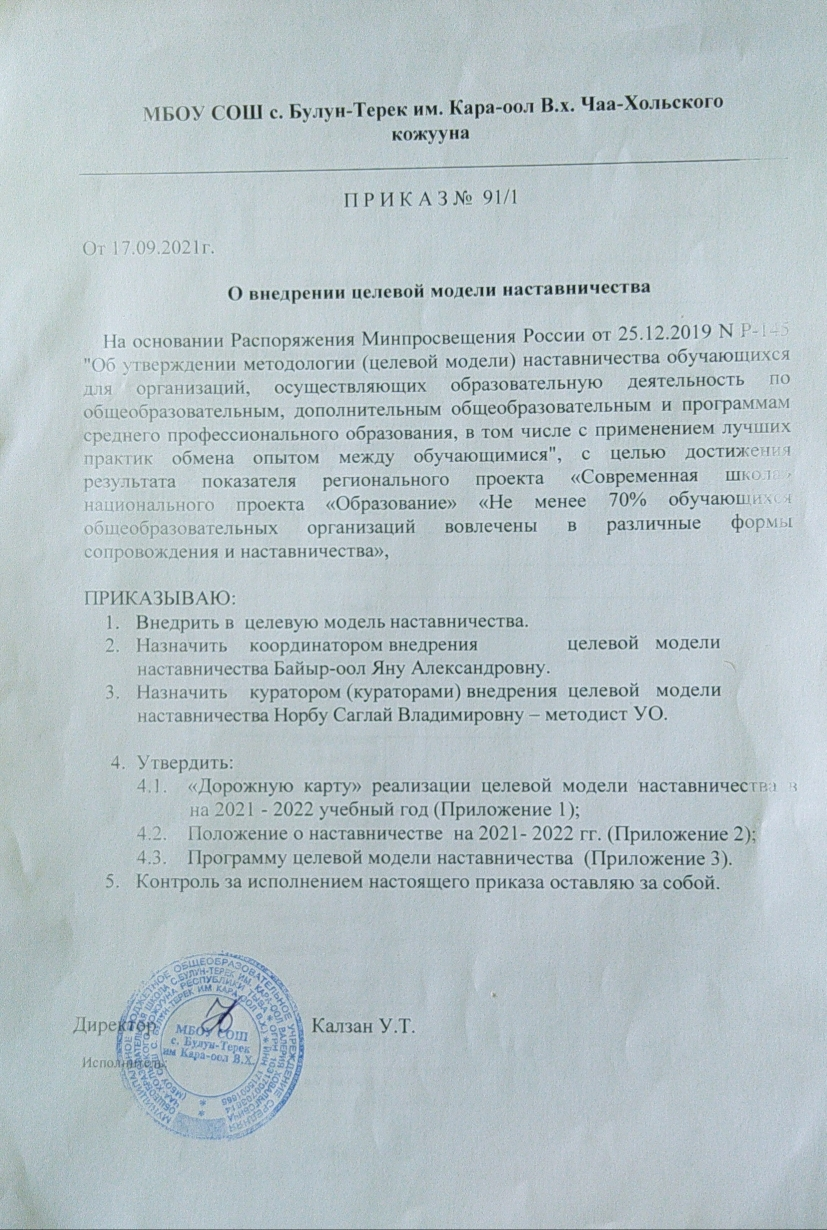 МБОУ СОШ с. Булун-Терек им. Кара-оол В.х. Чаа-Хольского
кожууна
П Р И К А З № 91/1
От 17.09.2021г.
О внедрении целевой модели наставничества
На основании Распоряжения Минпросвещения России от 25.12.2019 N Р-145
"Об утверждении методологии (целевой модели) наставничества обучающихся
для организаций, осуществляющих образовательную деятельность по
общеобразовательным, дополнительным общеобразовательным и программам
среднего профессионального образования, в том числе с применением лучших
практик обмена опытом между обучающимися", с целью достижения
результата показателя регионального проекта «Современная школа»
национального проекта «Образование» «Не менее 70% обучающихся
общеобразовательных организаций вовлечены в различные формы
сопровождения и наставничества»,
ПРИКАЗЫВАЮ:
1. Внедрить в целевую модель наставничества.
2. Назначить координатором внедрения целевой модели
наставничества Байыр-оол Яну Александровну.
3. Назначить куратором (кураторами) внедрения целевой модели
наставничества Норбу Саглай Владимировну – методист УО.
4. Утвердить:
4.1. «Дорожную карту» реализации целевой модели наставничества в
на 2021 - 2022 учебный год (Приложение 1);
4.2. Положение о наставничестве на 2021- 2022 гг. (Приложение 2);
4.3. Программу целевой модели наставничества (Приложение 3).
5. Контроль за исполнением настоящего приказа оставляю за собой.
Директор Калзан У.Т.
Исполнитель
МБОУ СОШ
с. Булун-Терек
им Кара-оол В.Х.